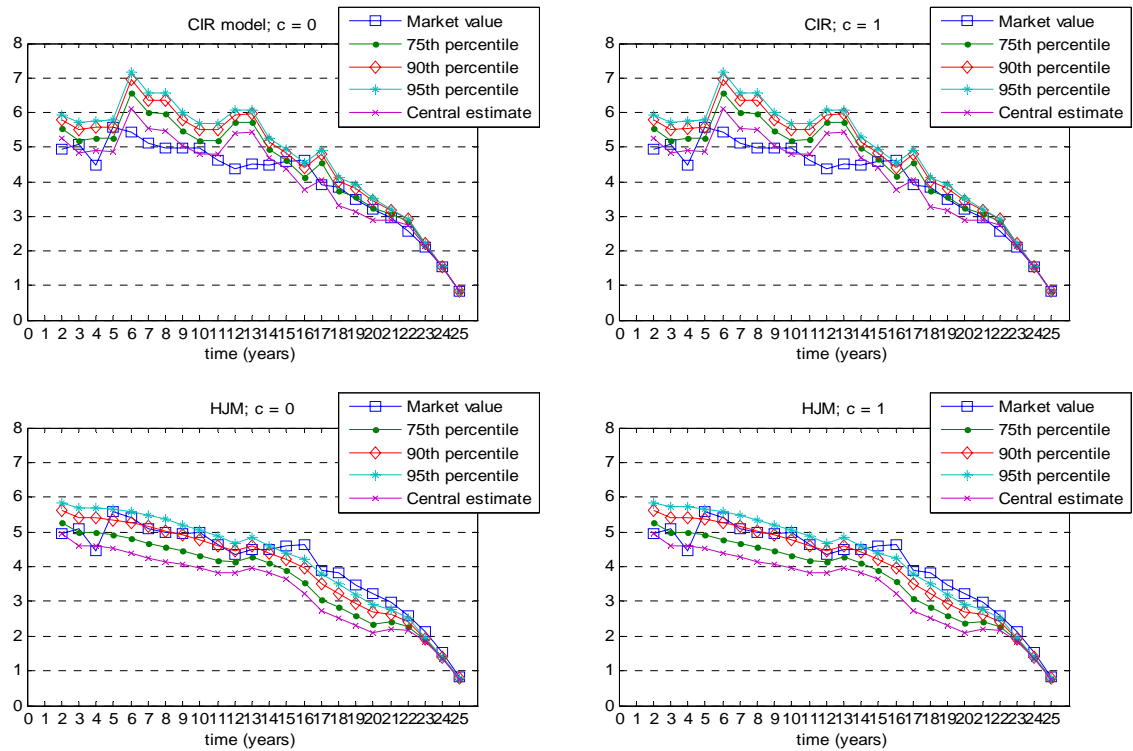 CIR model; c = 0
Market value
75th percentile
90th percentile
95th percentile
Central estimate
8
7
6
5
4
3
2
1
0
0 1 2 3 4 5 6 7 8 9 10 11 12 13 14 15 16 17 18 19 20 21 22 23 24 25
time (years)
CIR; c = 1
Market value
75th percentile
90th percentile
95th percentile
Central estimate
8
7
6
5
4
3
2
1
0
0 1 2 3 4 5 6 7 8 9 10 11 12 13 14 15 16 17 18 19 20 21 22 23 24 25
time (years)
HJM; c = 0
Market value
75th percentile
90th percentile
95th percentile
Central estimate
8
7
6
5
4
3
2
1
0
0 1 2 3 4 5 6 7 8 9 10 11 12 13 14 15 16 17 18 19 20 21 22 23 24 25
time (years)
HJM; c = 1
Market value
75th percentile
90th percentile
95th percentile
Central estimate
8
7
6
5
4
3
2
1
0
0 1 2 3 4 5 6 7 8 9 10 11 12 13 14 15 16 17 18 19 20 21 22 23 24 25
time (years)